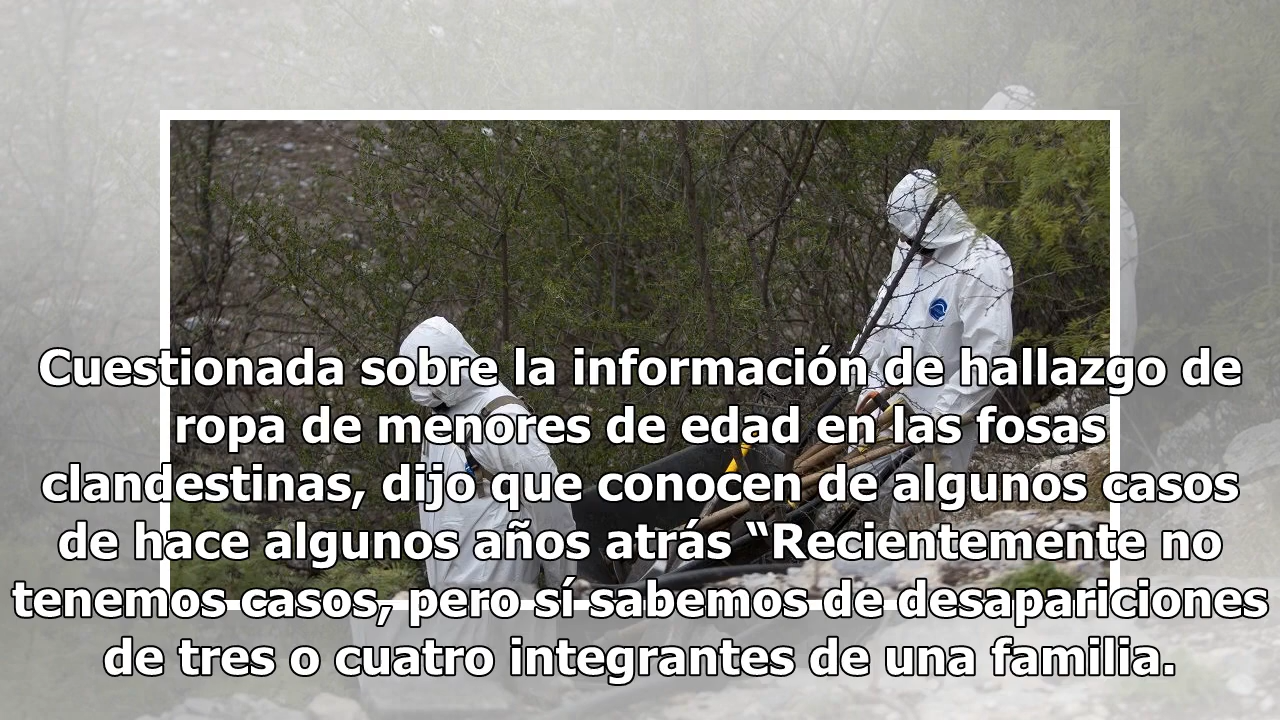 Cuestionada sobre la información de hallazgo de
ropa de menores de edad en las fosas
clandestinas, dijo que conocen de algunos casos
de hace algunos años atrás “Recientemente no
tenemos casos, pero sí sabemos de desapariciones
de tres o cuatro integrantes de una familia.